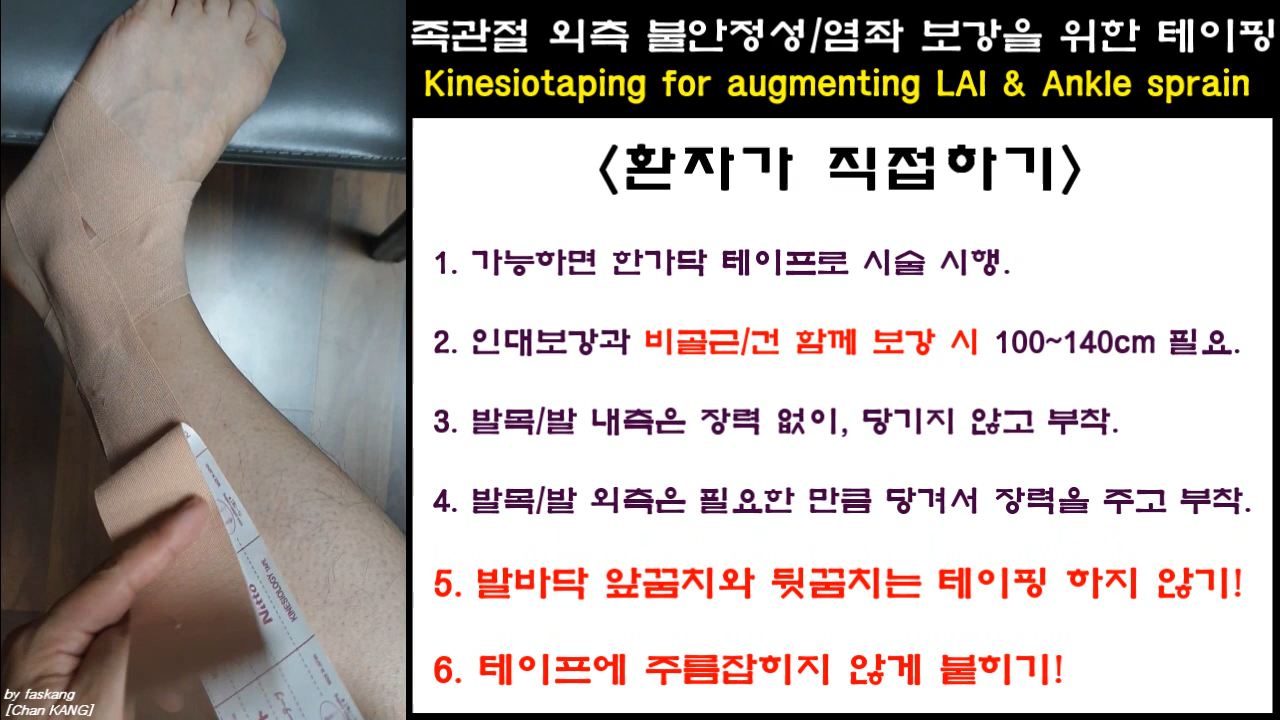 족관절 외측 불안정성/염좌 보강을 위한 테이핑
Kinesiotaping for augmenting LAI & Ankle sprain
<환자가 직접하기>
1. 가능하면 한가닥 테이프로 시술 시행.
2. 인대보강과 비골근/건 함께 보강 시 100~140cm 필요.
3. 발목/발 내측은 장력 없이, 당기지 않고 부착.
4. 발목/발 외측은 필요한 만큼 당겨서 장력을 주고 부착.
5. 발바닥 앞꿈치와 뒷꿈치는 테이핑 하지 않기!
6. 테이프에 주름잡히지 않게 붙히기!
Nitto
KINESIOLOGY TAPE
by faskang
[Chan KANG]